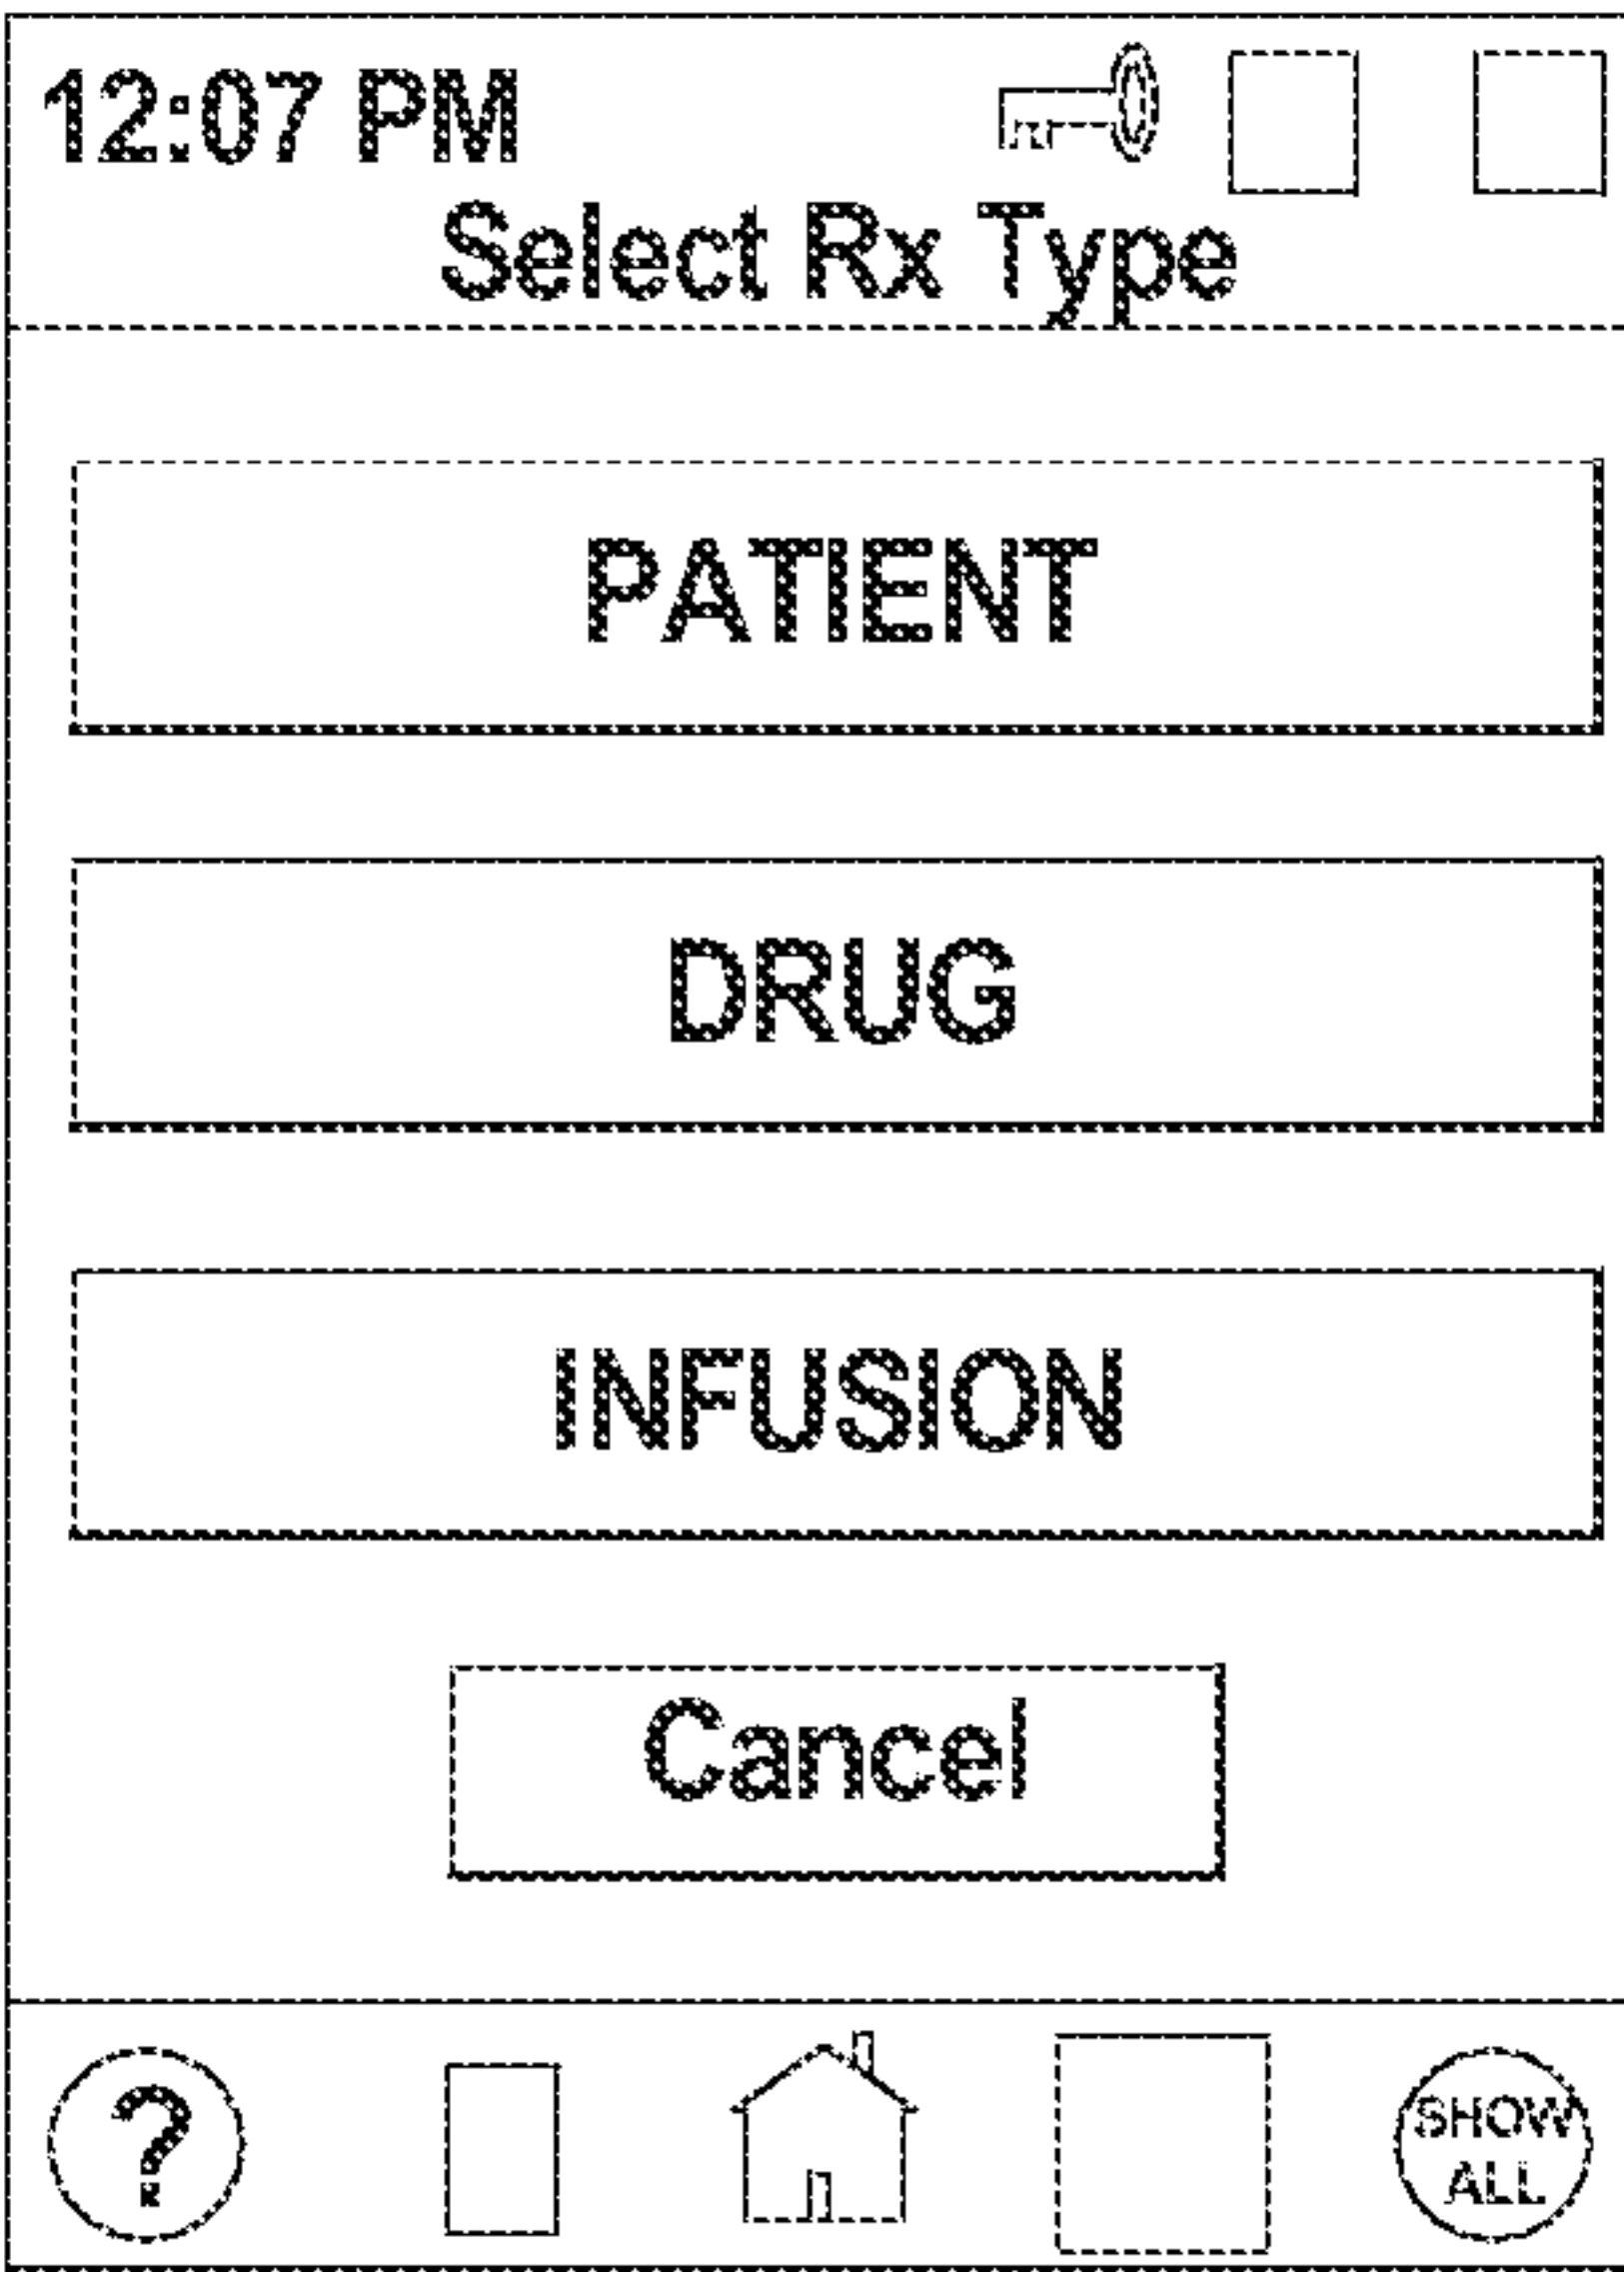 12:07 PM
Select Rx Type
PATIENT
DRUG
INFUSION
Cancel
?
SHOW
ALL